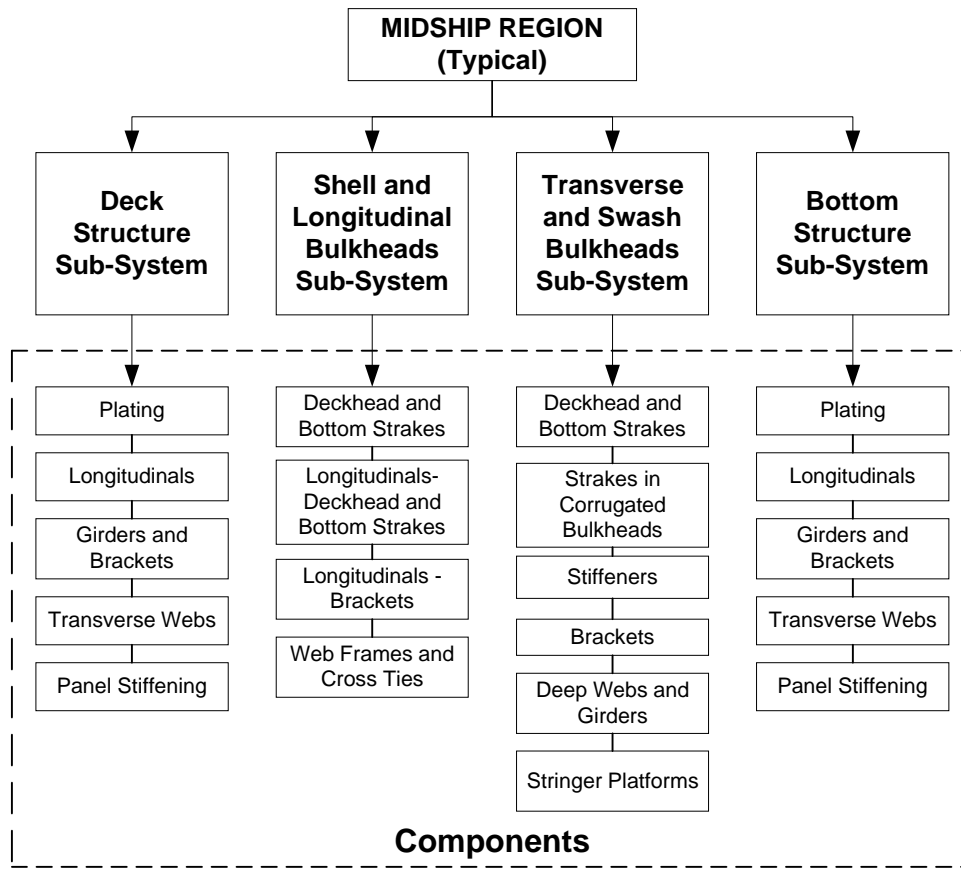 MIDSHIP REGION
(Typical)
Deck
Structure
Sub-System
Shell and
Longitudinal
Bulkheads
Sub-System
Transverse
and Swash
Bulkheads
Sub-System
Bottom
Structure
Sub-System
Plating
Longitudinals
Girders and
Brackets
Transverse Webs
Panel Stiffening
Deckhead and
Bottom Strakes
Longitudinals-
Deckhead and
Bottom Strakes
Longitudinals -
Brackets
Web Frames and
Cross Ties
Deckhead and
Bottom Strakes
Strakes in
Corrugated
Bulkheads
Stiffeners
Brackets
Deep Webs and
Girders
Stringer Platforms
Plating
Longitudinals
Girders and
Brackets
Transverse Webs
Panel Stiffening
Components